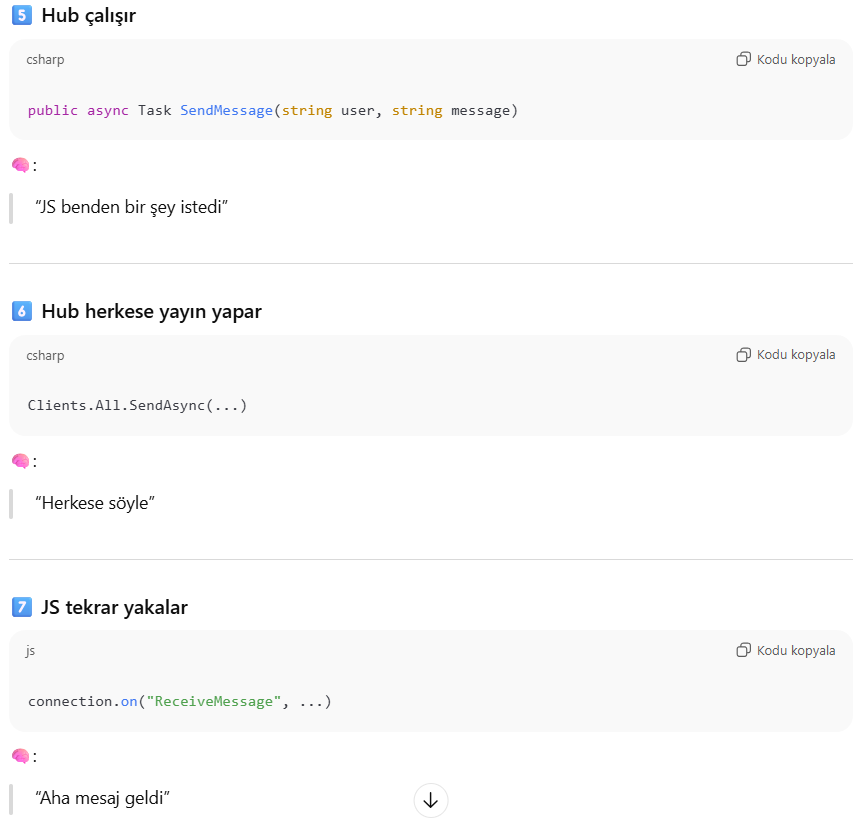 5 Hub çalışır
csharp Kodu kopyala
public async Task SendMessage(string user, string message)
🧠:
“JS benden bir şey istedi”
6 Hub herkese yayın yapar
csharp Kodu kopyala
Clients.All.SendAsync(...)
🧠:
“Herkese söyle”
7 JS tekrar yakalar
js Kodu kopyala
connection.on("ReceiveMessage", ...)
🧠:
“Aha mesaj geldi”